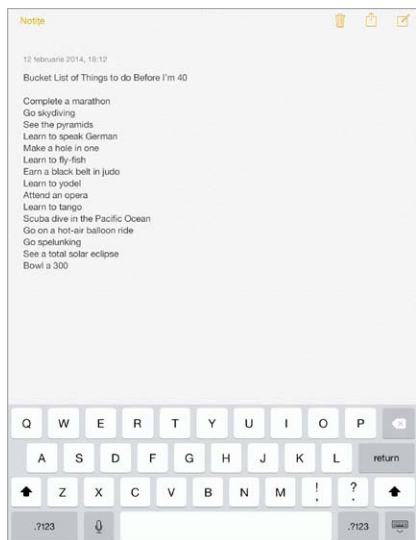 Notițe
12 februarie 2014, 18:12
Bucket List of Things to do Before I'm 40
Complete a marathon
Go skydiving
See the pyramids
Learn to speak German
Make a hole in one
Learn to fly-fish
Earn a black belt in judo
Learn to yodel
Attend an opera
Learn to tango
Scuba dive in the Pacific Ocean
Go on a hot-air balloon ride
Go spelunking
See a total solar eclipse
Bowl a 300
Q W E R T Y U I O P
A S D F G H J K L return
Z X C V B N M ! , ? .
.?123 .?123